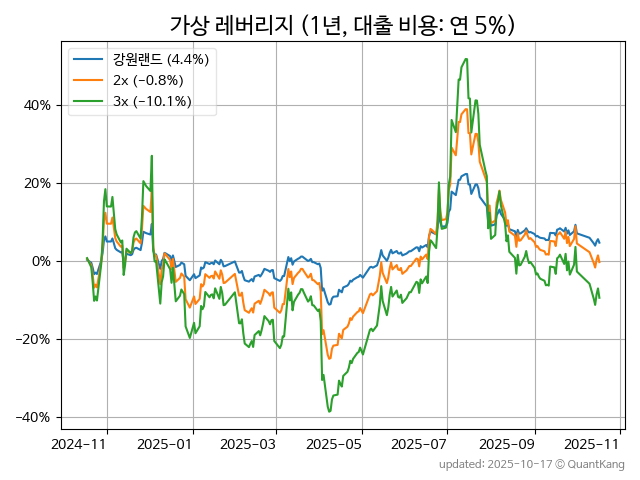 가상 레버리지 (1년, 대출 비용: 연 5%)
강원랜드 (4.4%)
2x (−0.8%)
3x (−10.1%)
40%
20%
0%
−20%
−40%
2024-11 2025-01 2025-03 2025-05 2025-07 2025-09 2025-11
updated: 2025-10-17 © QuantKang